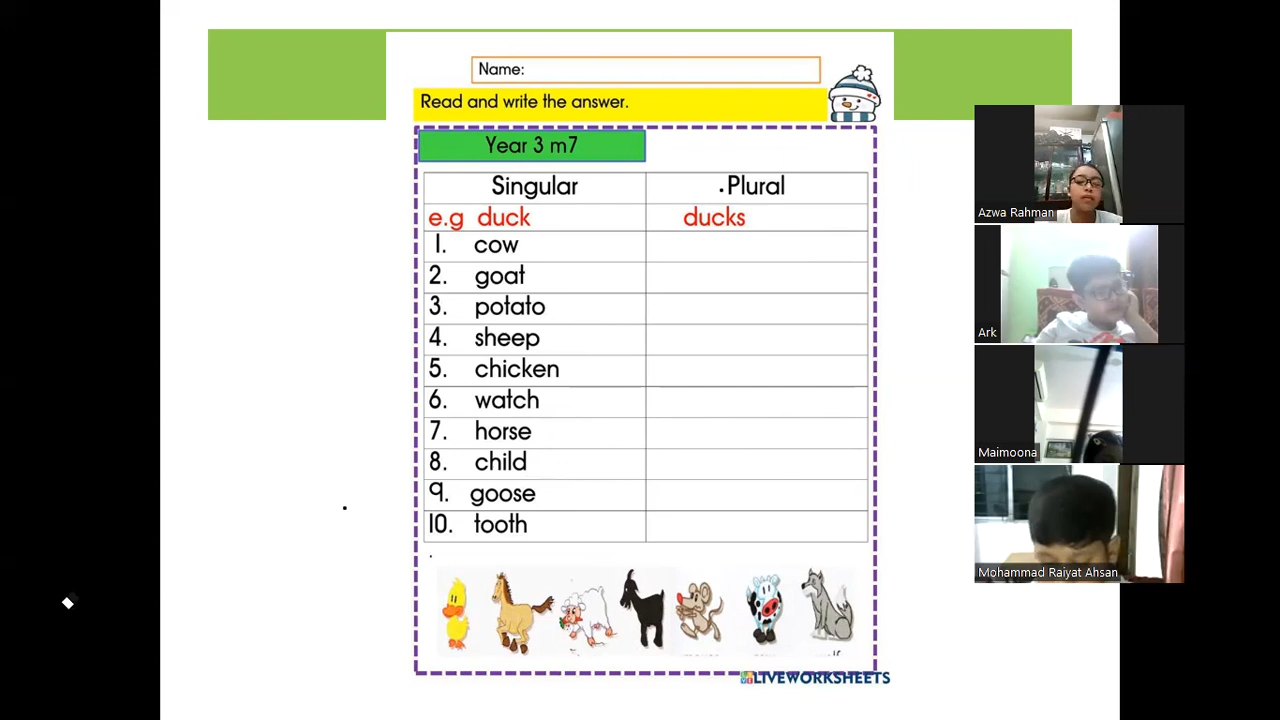 Name:
Read and write the answer.
Year 3 m7
Singular Plural
e.g duck ducks
1. cow
2. goat
3. potato
4. sheep
5. chicken
6. watch
7. horse
8. child
9. goose
10. tooth
LIVEWORKSHEETS
Azwa Rahman
Ark
Maimoona
Mohammad Raiyat Ahsan